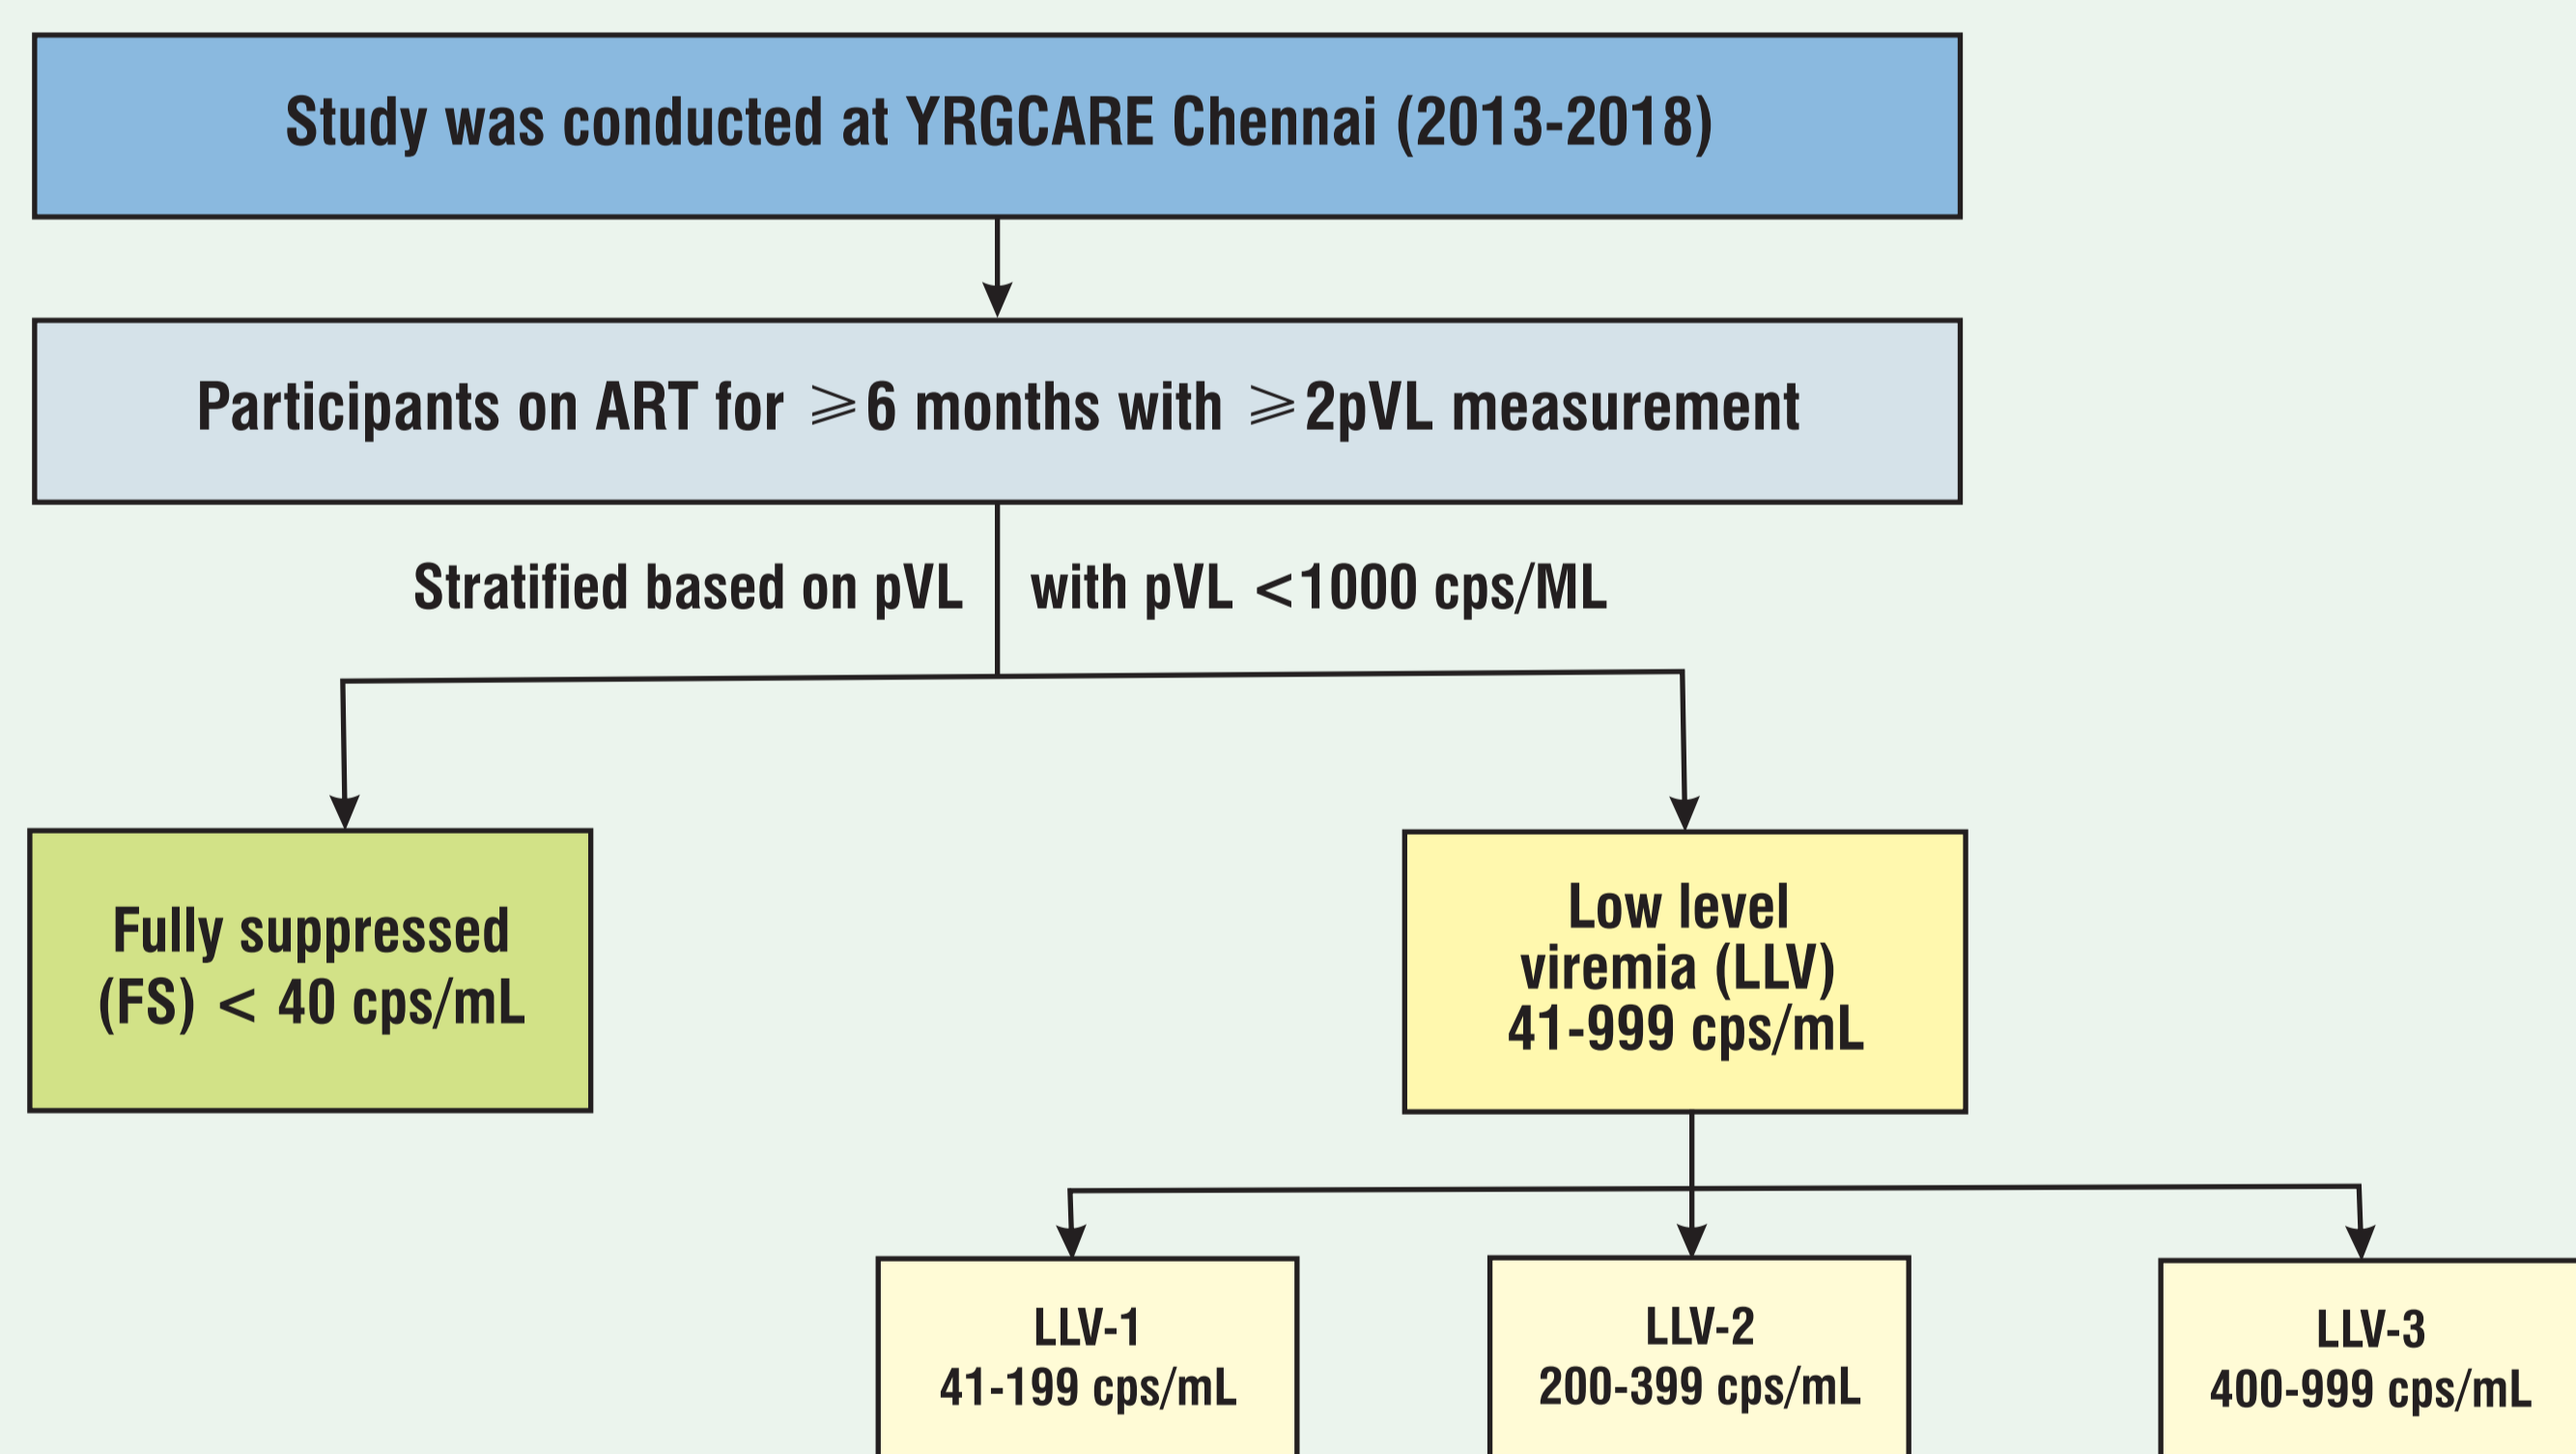 Study was conducted at YRGCARE Chennai (2013-2018)
Participants on ART for ⩾6 months with ⩾2pVL measurement
Stratified based on pVL with pVL <1000 cps/ML
Fully suppressed
(FS) < 40 cps/mL
Low level
viremia (LLV)
41-999 cps/mL
LLV-1
41-199 cps/mL
LLV-2
200-399 cps/mL
LLV-3
400-999 cps/mL